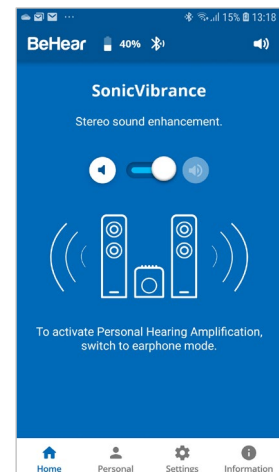 15% 13:18
BeHear 40%
SonicVibrance
Stereo sound enhancement.
To activate Personal Hearing Amplification,
switch to earphone mode.
Home Personal Settings Information